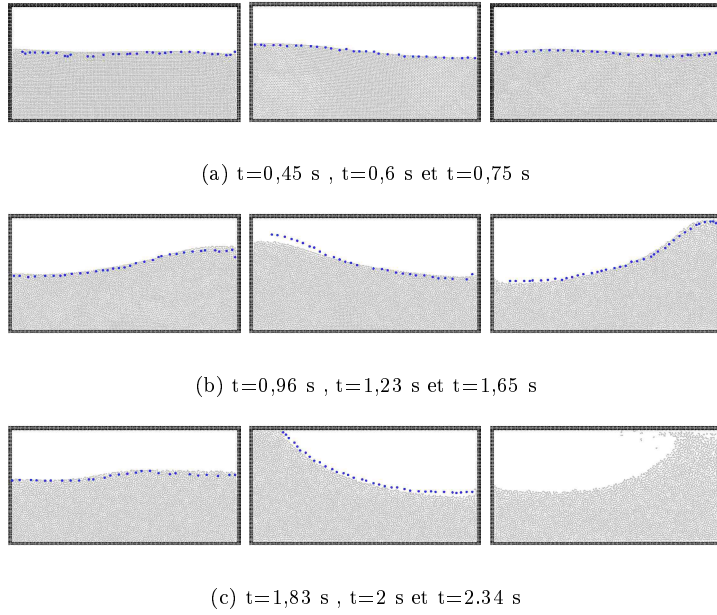 (a) t=0,45 s , t=0,6 s et t=0,75 s
(b) t=0,96 s , t=1,23 s et t=1,65 s
(c) t=1,83 s , t=2 s et t=2.34 s